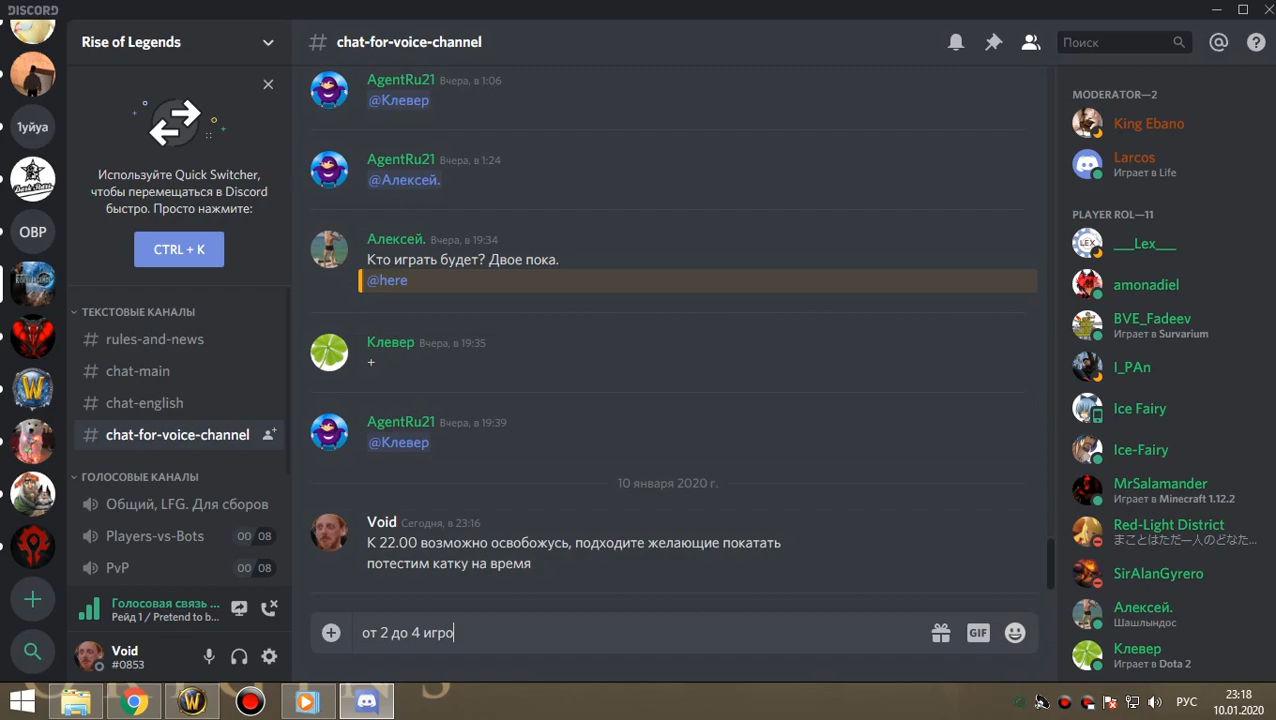 DISCORD
1уйуа
ОВР
Rise of Legends
Используйте Quick Switcher,
чтобы перемещаться в Discord
быстро. Просто нажмите:
CTRL + K
ТЕКСТОВЫЕ КАНАЛЫ
# rules-and-news
# chat-main
# chat-english
# chat-for-voice-channel
ГОЛОСОВЫЕ КАНАЛЫ
Общий, LFG. Для сборов
Players-vs-Bots 00 08
PvP 00 08
Голосовая связь ...
Рейд 1 / Pretend to b...
Void
#0853
# chat-for-voice-channel
Поиск
AgentRu21 Вчера, в 1:06
@Клевер
AgentRu21 Вчера, в 1:24
@Алексей.
Алексей. Вчера, в 19:34
Кто играть будет? Двое пока.
@here
Клевер Вчера, в 19:35
+
AgentRu21 Вчера, в 19:39
@Клевер
10 января 2020 г.
Void Сегодня, в 23:16
К 22.00 возможно освобожусь, подходите желающие покатать
потестим катку на время
от 2 до 4 игро
GIF
MODERATOR—2
King Ebano
Larcos
Играет в Life
PLAYER ROL—11
LEX
___Lex___
amonadiel
BVE_Fadeev
Играет в Survarium
I_PAn
Ice Fairy
Ice-Fairy
MrSalamander
Играет в Minecraft 1.12.2
Red-Light District
まことはただ一人のどなた...
SirAlanGyrero
Алексей.
Шашлындос
Клевер
Играет в Dota 2
РУС
23:18
10.01.2020